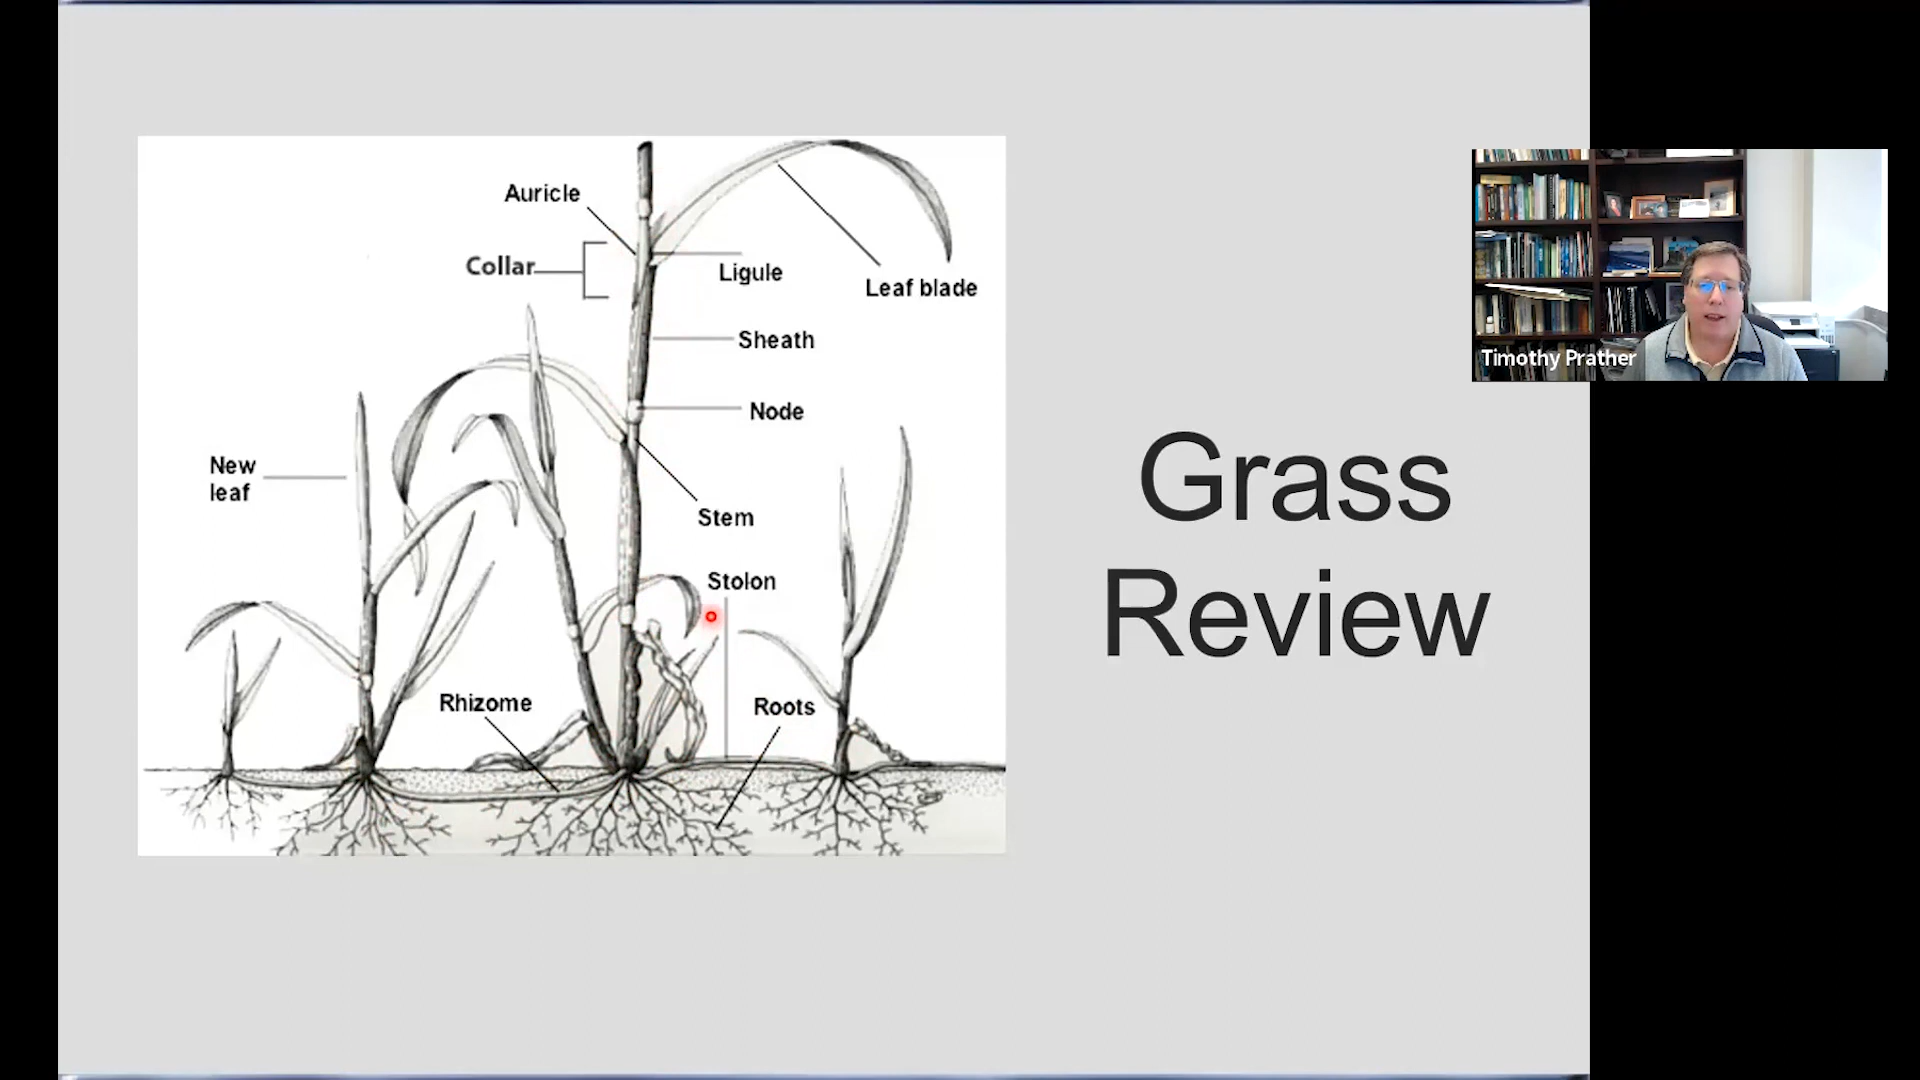 Auricle
Collar
Ligule
Leaf blade
Sheath
Node
New
leaf
Stem
Stolon
Rhizome
Roots
Grass
Review
Timothy Prather